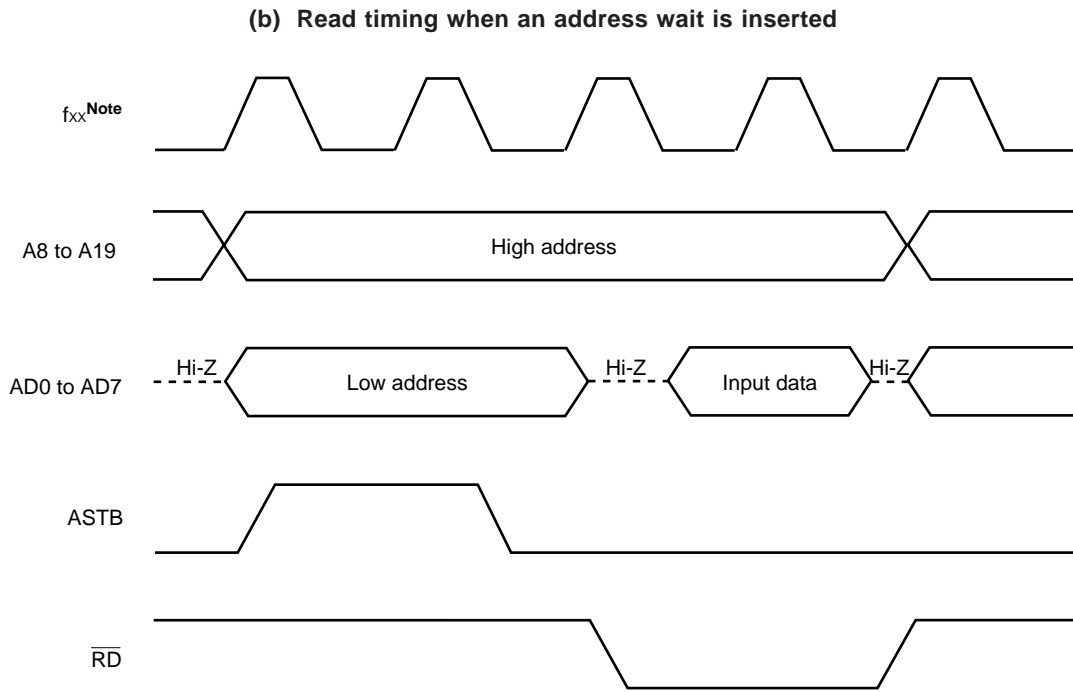 (b) Read timing when an address wait is inserted
fxxNote
A8 to A19
High address
AD0 to AD7
Hi-Z
Low address
Hi-Z
Input data
Hi-Z
ASTB
RD